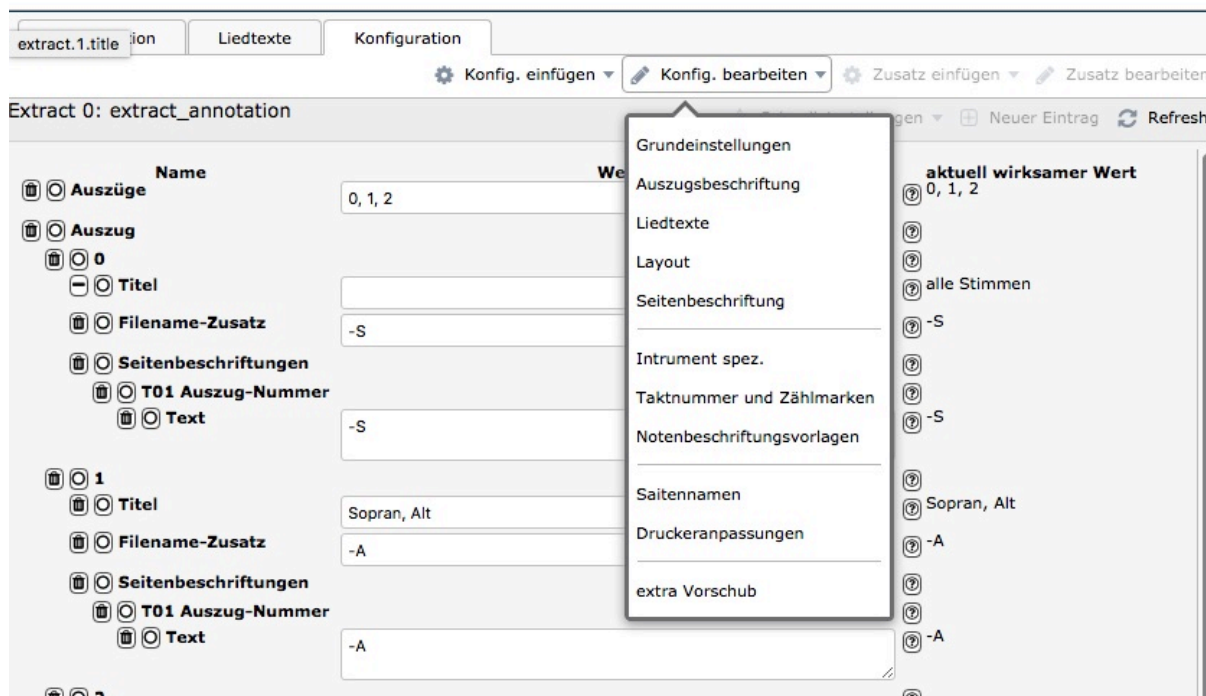 extract.1.title
ion
Liedtexte
Konfiguration
Konfig. einfügen
Konfig. bearbeiten
Zusatz einfügen
Zusatz bearbeiten
Extract 0: extract_annotation
gen
Neuer Eintrag
Refresh
Name
We
aktuell wirksamer Wert
Auszüge
0, 1, 2
0, 1, 2
Auszug
0
Titel
alle Stimmen
Filename-Zusatz
-S
-S
Seitenbeschriftungen
T01 Auszug-Nummer
Text
-S
-S
1
Titel
Sopran, Alt
Sopran, Alt
Filename-Zusatz
-A
-A
Seitenbeschriftungen
T01 Auszug-Nummer
Text
-A
-A
Grundeinstellungen
Auszugsbeschriftung
Liedtexte
Layout
Seitenbeschriftung
Intrument spez.
Taktnummer und Zählmarken
Notenbeschriftungsvorlagen
Saitennamen
Druckeranpassungen
extra Vorschub